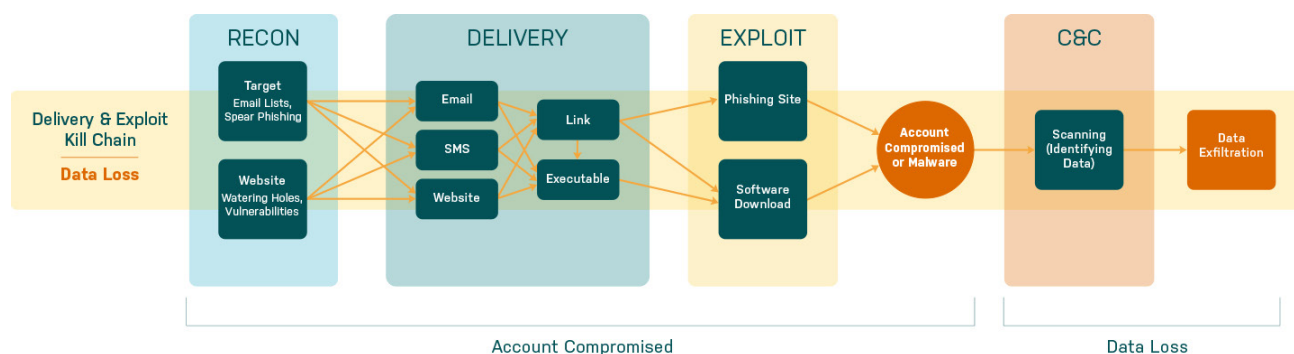 RECON
DELIVERY
EXPLOIT
C&C
Delivery & Exploit
Kill Chain
Data Loss
Target
Email Lists,
Spear Phishing
Website
Watering Holes,
Vulnerabilities
Email
SMS
Website
Link
Executable
Phishing Site
Software
Download
Account
Compromised
or Malware
Scanning
(Identifying
Data)
Data
Exfiltration
Account Compromised
Data Loss